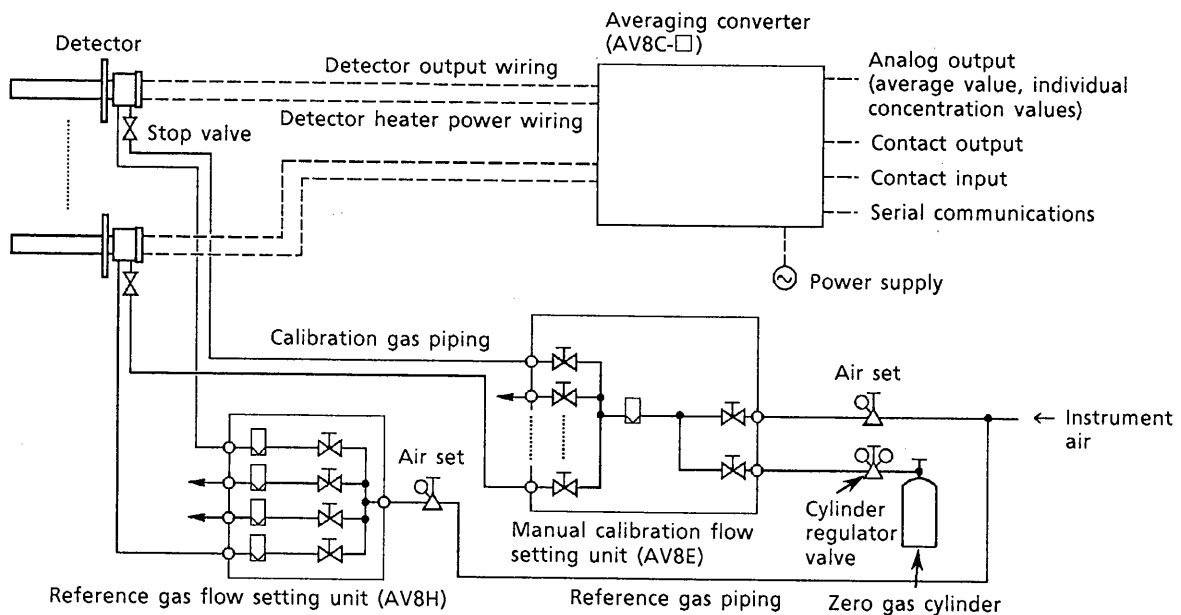 Averaging converter
(AV8C-□)
Detector
Detector output wiring
Analog output
(average value, individual
concentration values)
Detector heater power wiring
Stop valve
Contact output
Contact input
Serial communications
Power supply
Calibration gas piping
Air set
← Instrument
air
Air set
Manual calibration flow
setting unit (AV8E)
Cylinder
regulator
valve
Reference gas flow setting unit (AV8H)
Reference gas piping
Zero gas cylinder